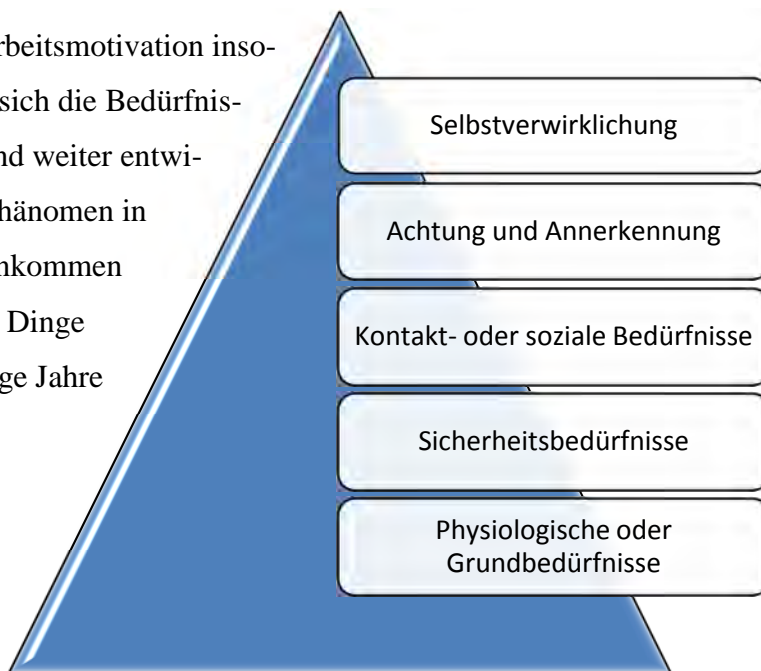 rbeitsmotivation inso-
sich die Bedürfnis-
nd weiter entwi-
hänomen in
nkommen
Dinge
ge Jahre
Selbstverwirklichung
Achtung und Annerkennung
Kontakt- oder soziale Bedürfnisse
Sicherheitsbedürfnisse
Physiologische oder
Grundbedürfnisse